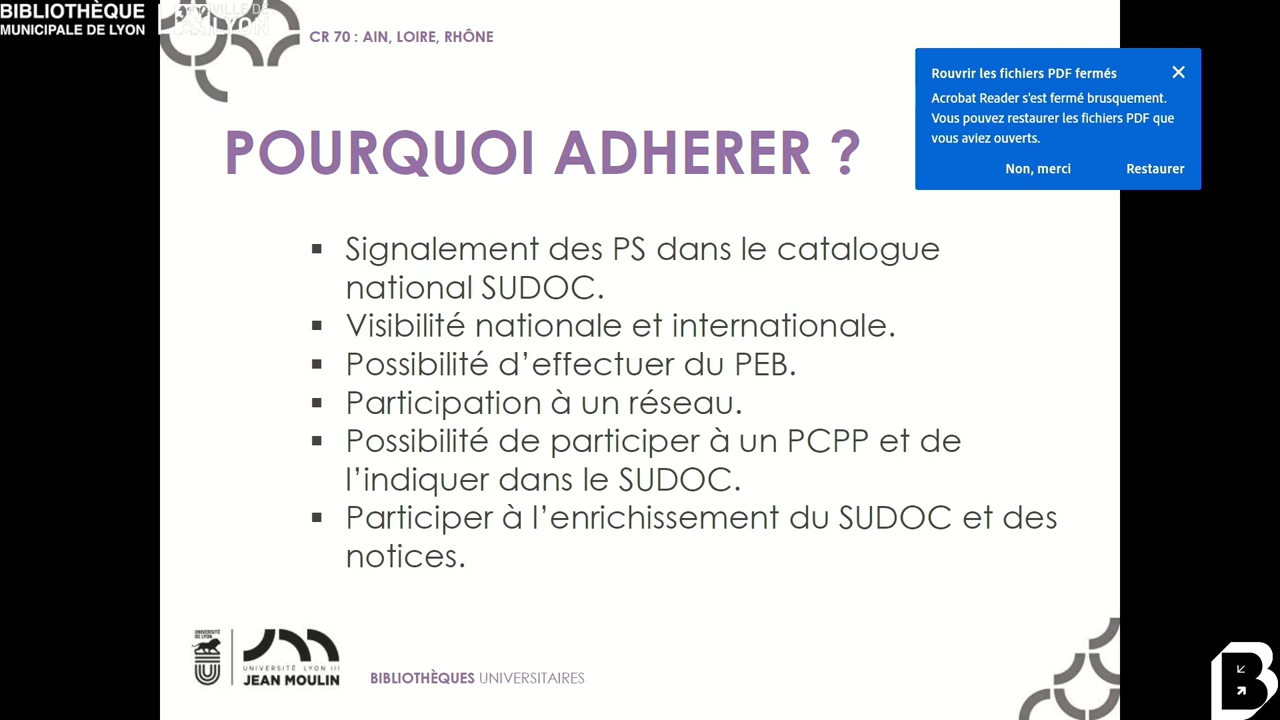 BIBLIOTHÈQUE
MUNICIPALE DE LYON
VILLE DE
LYON
CR 70 : AIN, LOIRE, RHÔNE
Rouvrir les fichiers PDF fermés
Acrobat Reader s'est fermé brusquement.
Vous pouvez restaurer les fichiers PDF que
vous aviez ouverts.
Non, merci
Restaurer
POURQUOI ADHERER ?
▪ Signalement des PS dans le catalogue
national SUDOC.
▪ Visibilité nationale et internationale.
▪ Possibilité d’effectuer du PEB.
▪ Participation à un réseau.
▪ Possibilité de participer à un PCPP et de
l’indiquer dans le SUDOC.
▪ Participer à l’enrichissement du SUDOC et des
notices.
UNIVERSITÉ
DE LYON
UNIVERSITÉ LYON III
JEAN MOULIN
BIBLIOTHÈQUES UNIVERSITAIRES
B